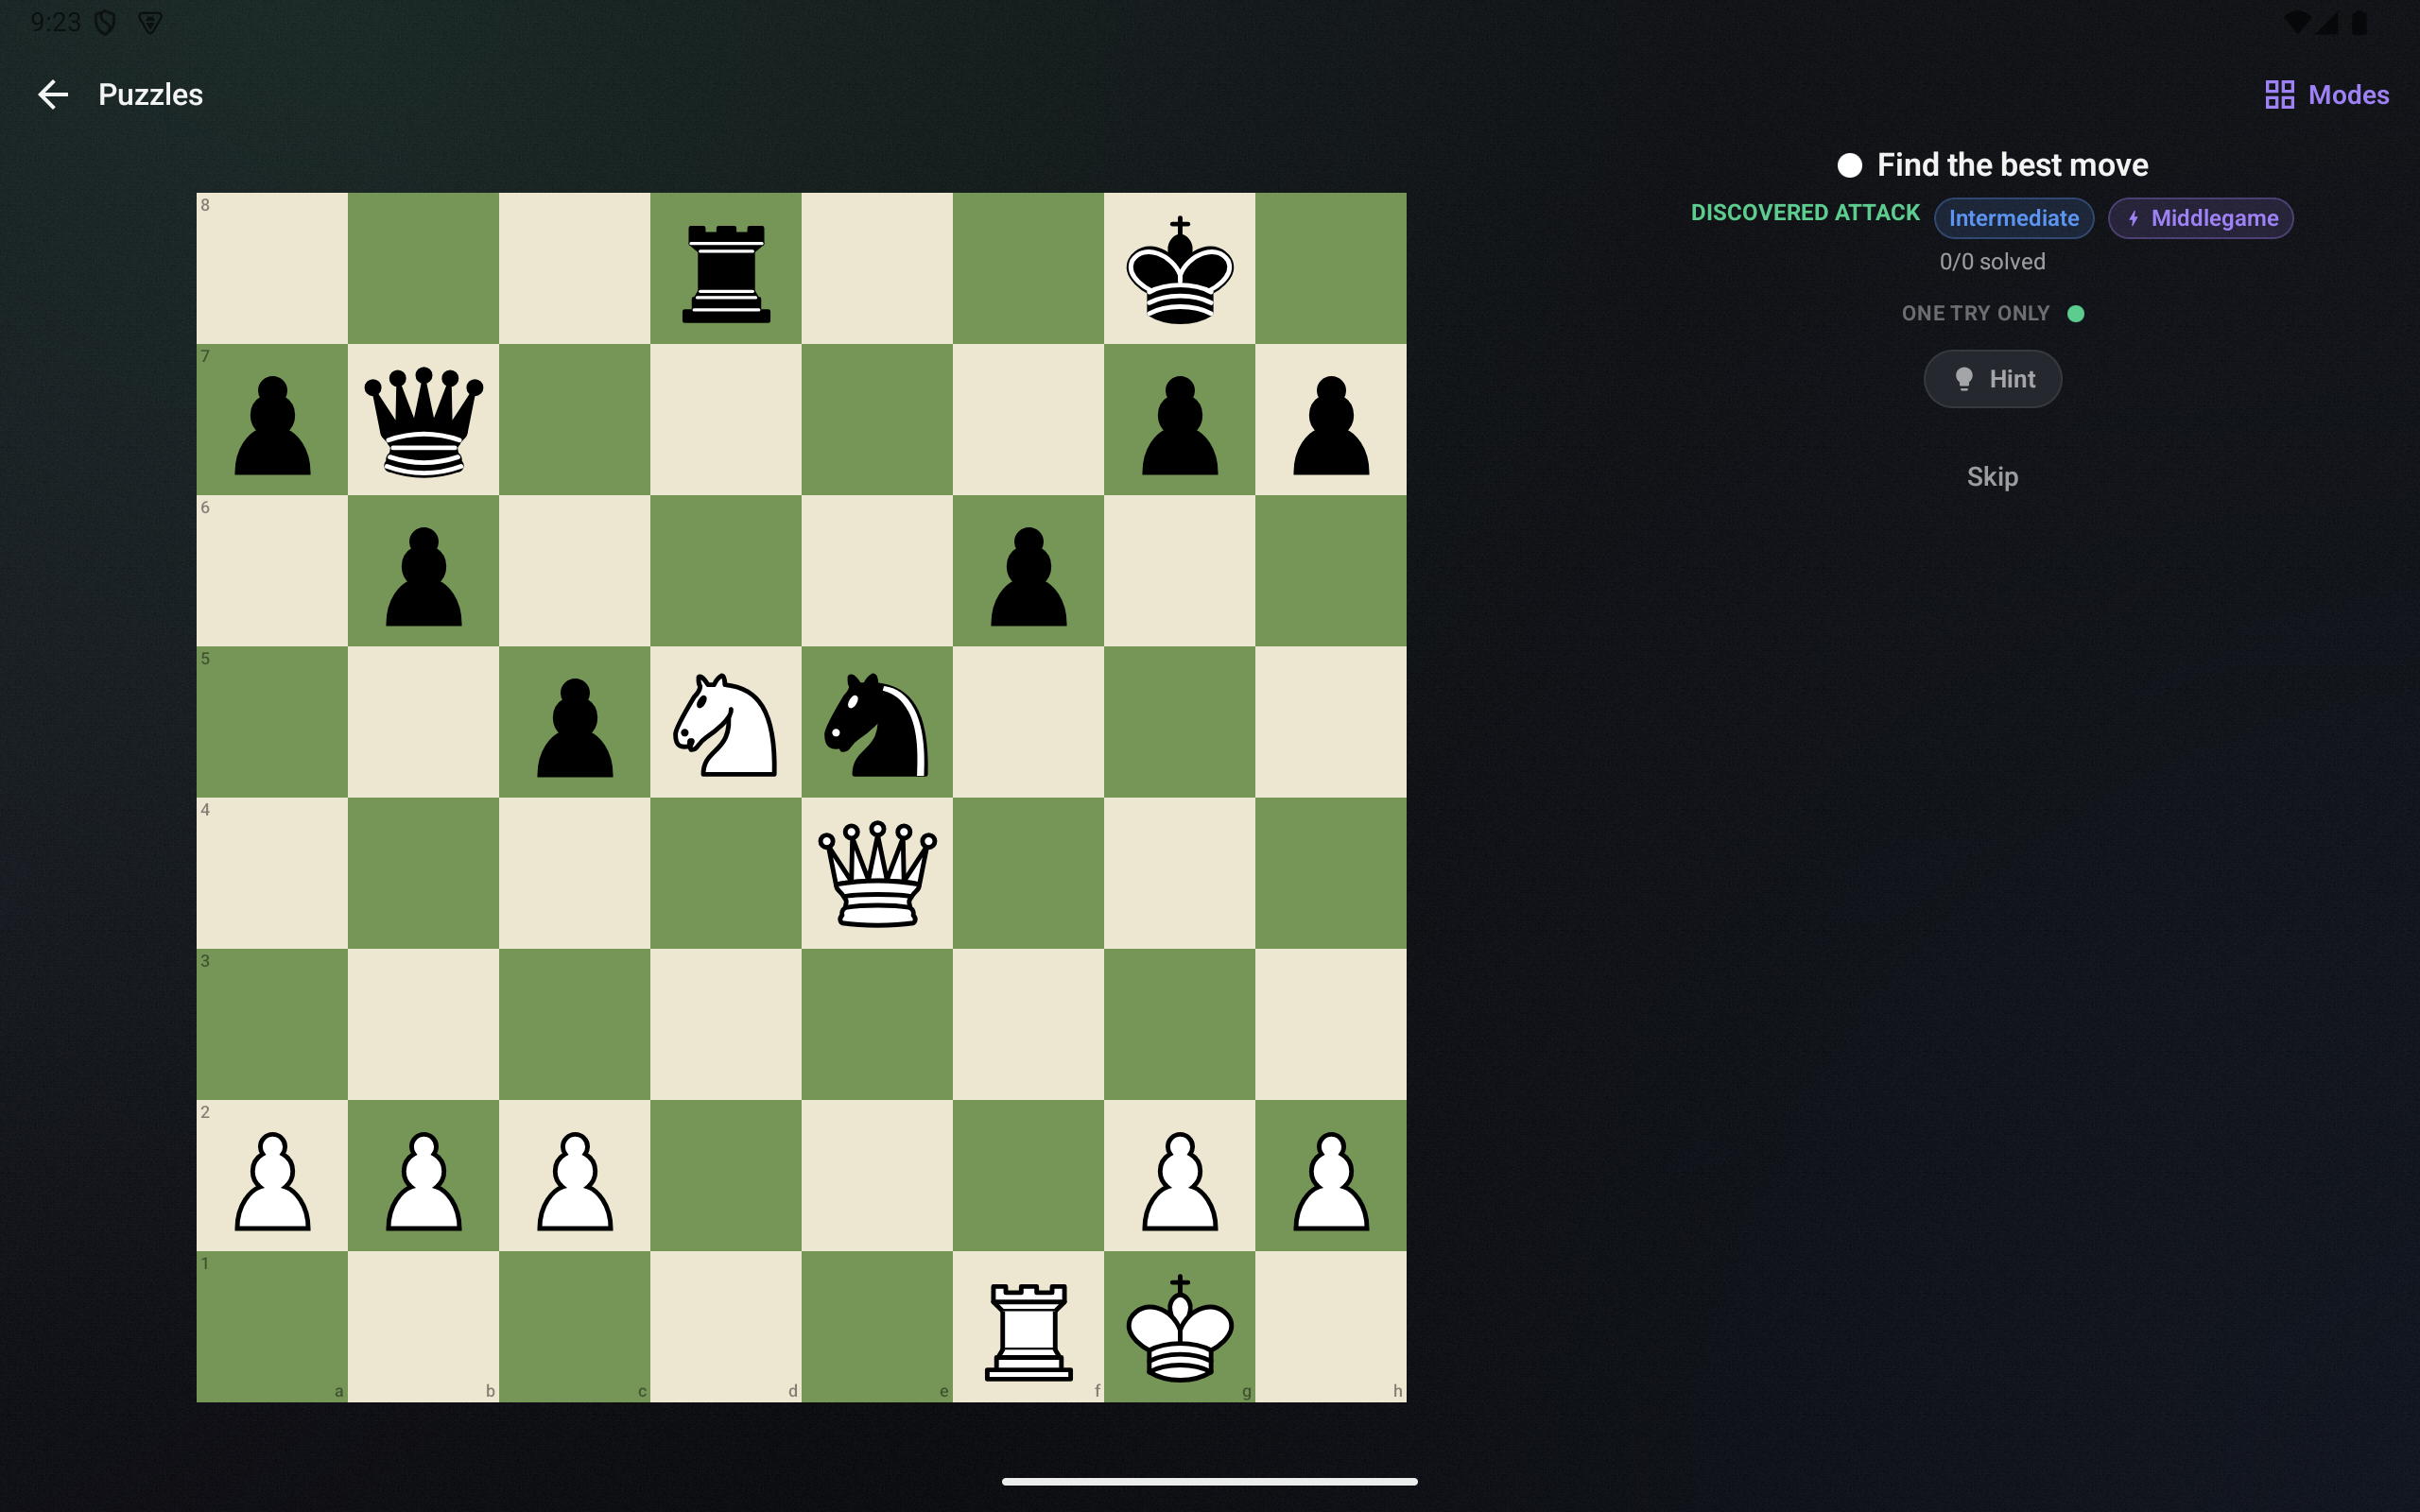 9:23
Puzzles
Modes
Find the best move
DISCOVERED ATTACK Intermediate Middlegame
0/0 solved
ONE TRY ONLY
Hint
Skip
8
7
6
5
4
3
2
1
a b c d e f g h